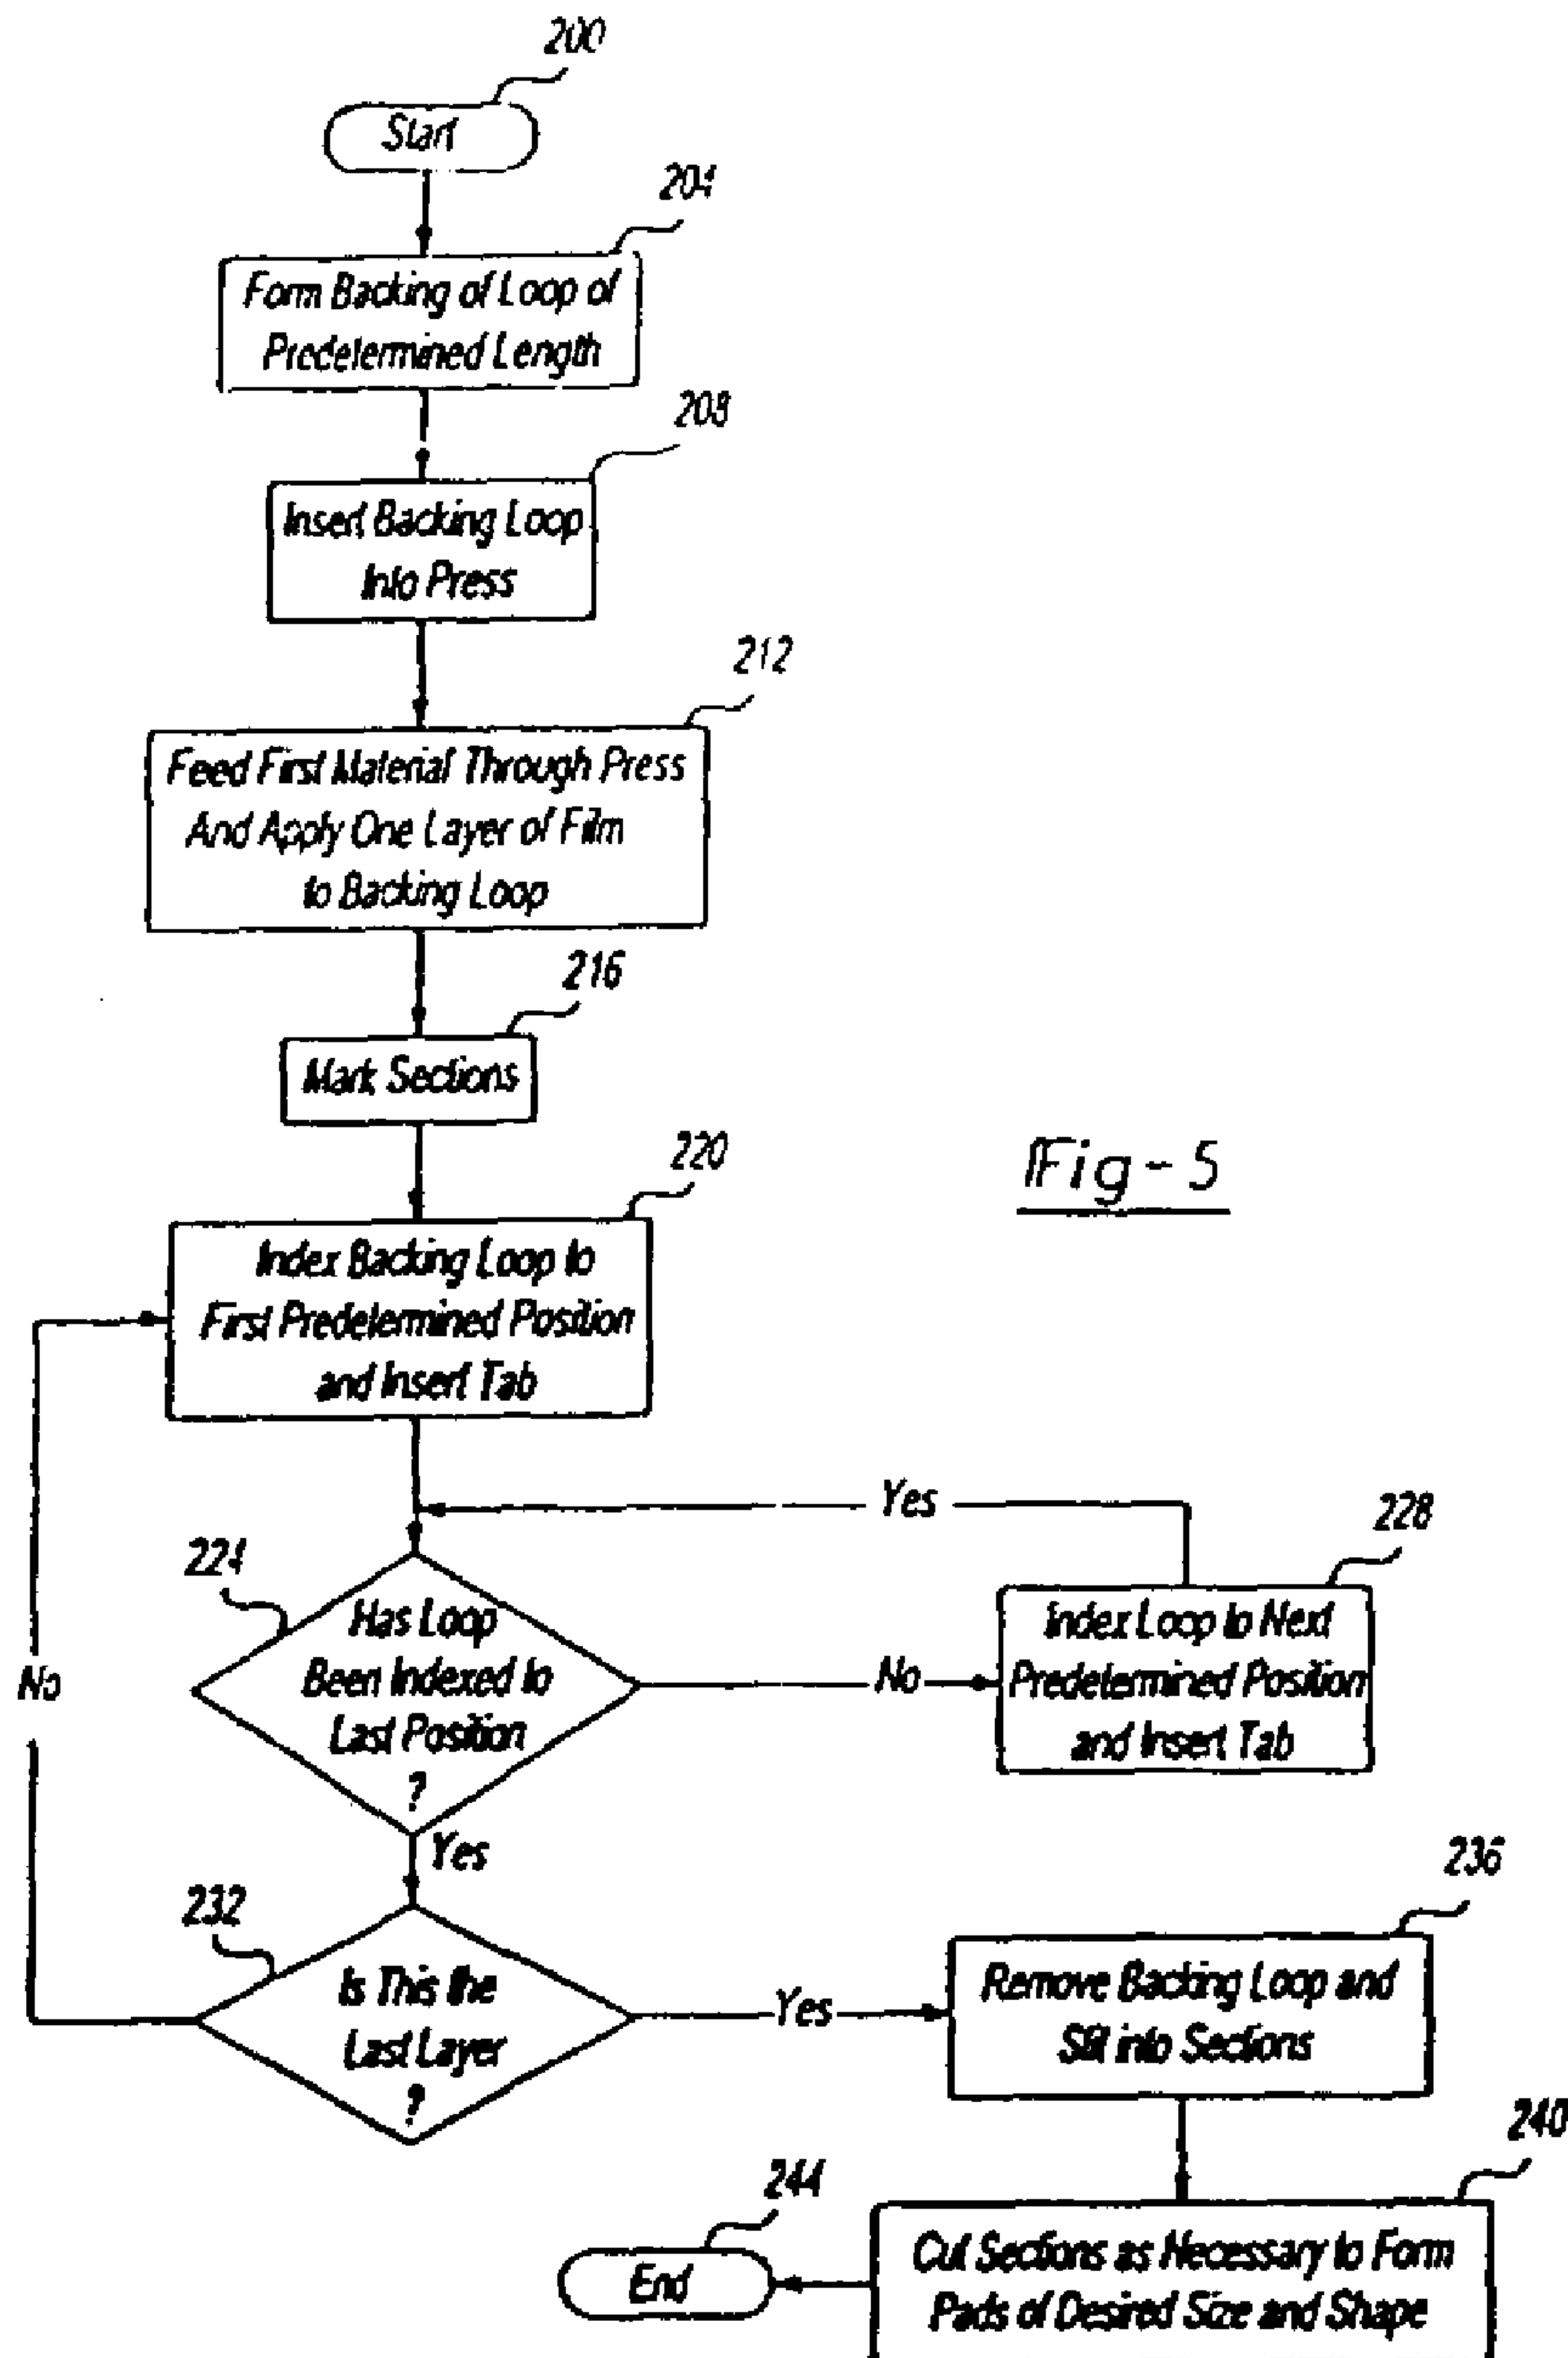 200
Start
204
Form Backing of Loop of
Predetermined Length
208
Insert Backing Loop
Into Press
212
Feed First Material Through Press
And Apply One Layer of Film
to Backing Loop
216
Mark Sections
220
Index Backing Loop to
First Predetermined Position
and Insert Tab
Fig-5
Yes
224
Has Loop
Been Indexed to
Last Position
?
No
228
Index Loop to Next
Predetermined Position
and Insert Tab
No
Yes
232
Is This the
Last Layer
?
Yes
236
Remove Backing Loop and
Slit into Sections
240
Cut Sections as Necessary to Form
Pads of Desired Size and Shape
244
End